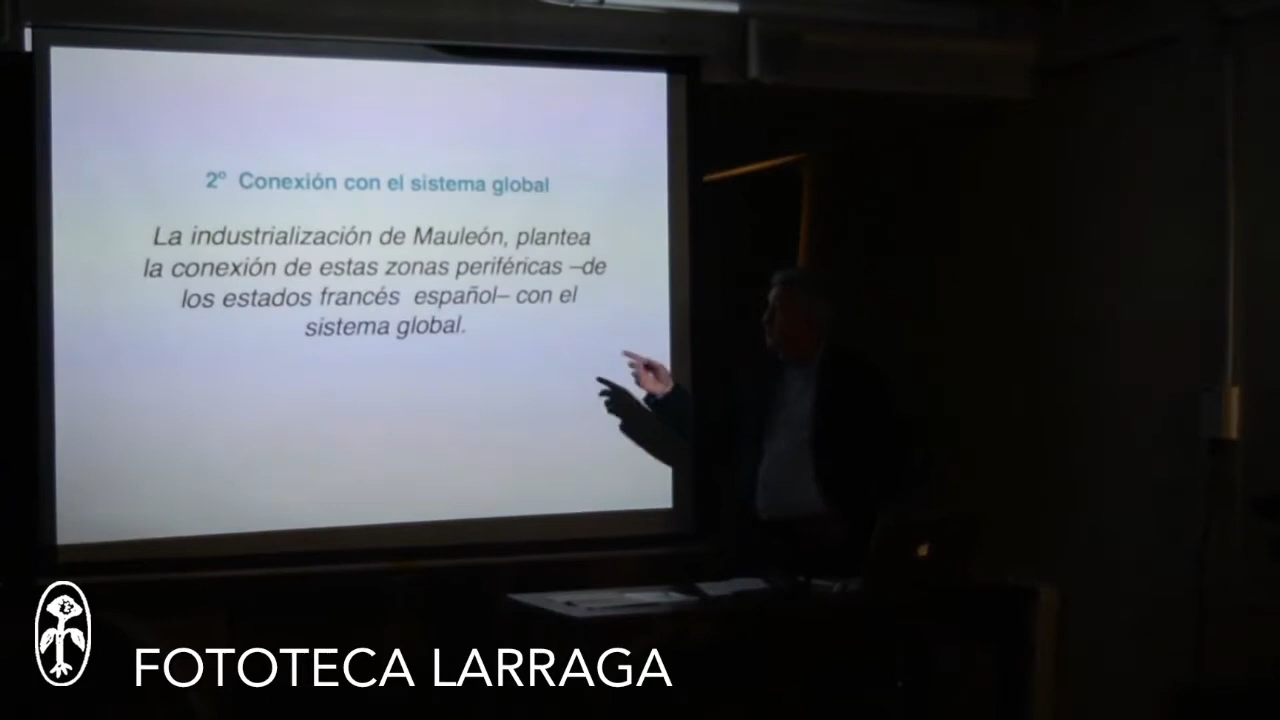 2º Conexión con el sistema global
La industrialización de Mauleón, plantea
la conexión de estas zonas periféricas –de
los estados francés español– con el
sistema global.
FOTOTECA LARRAGA